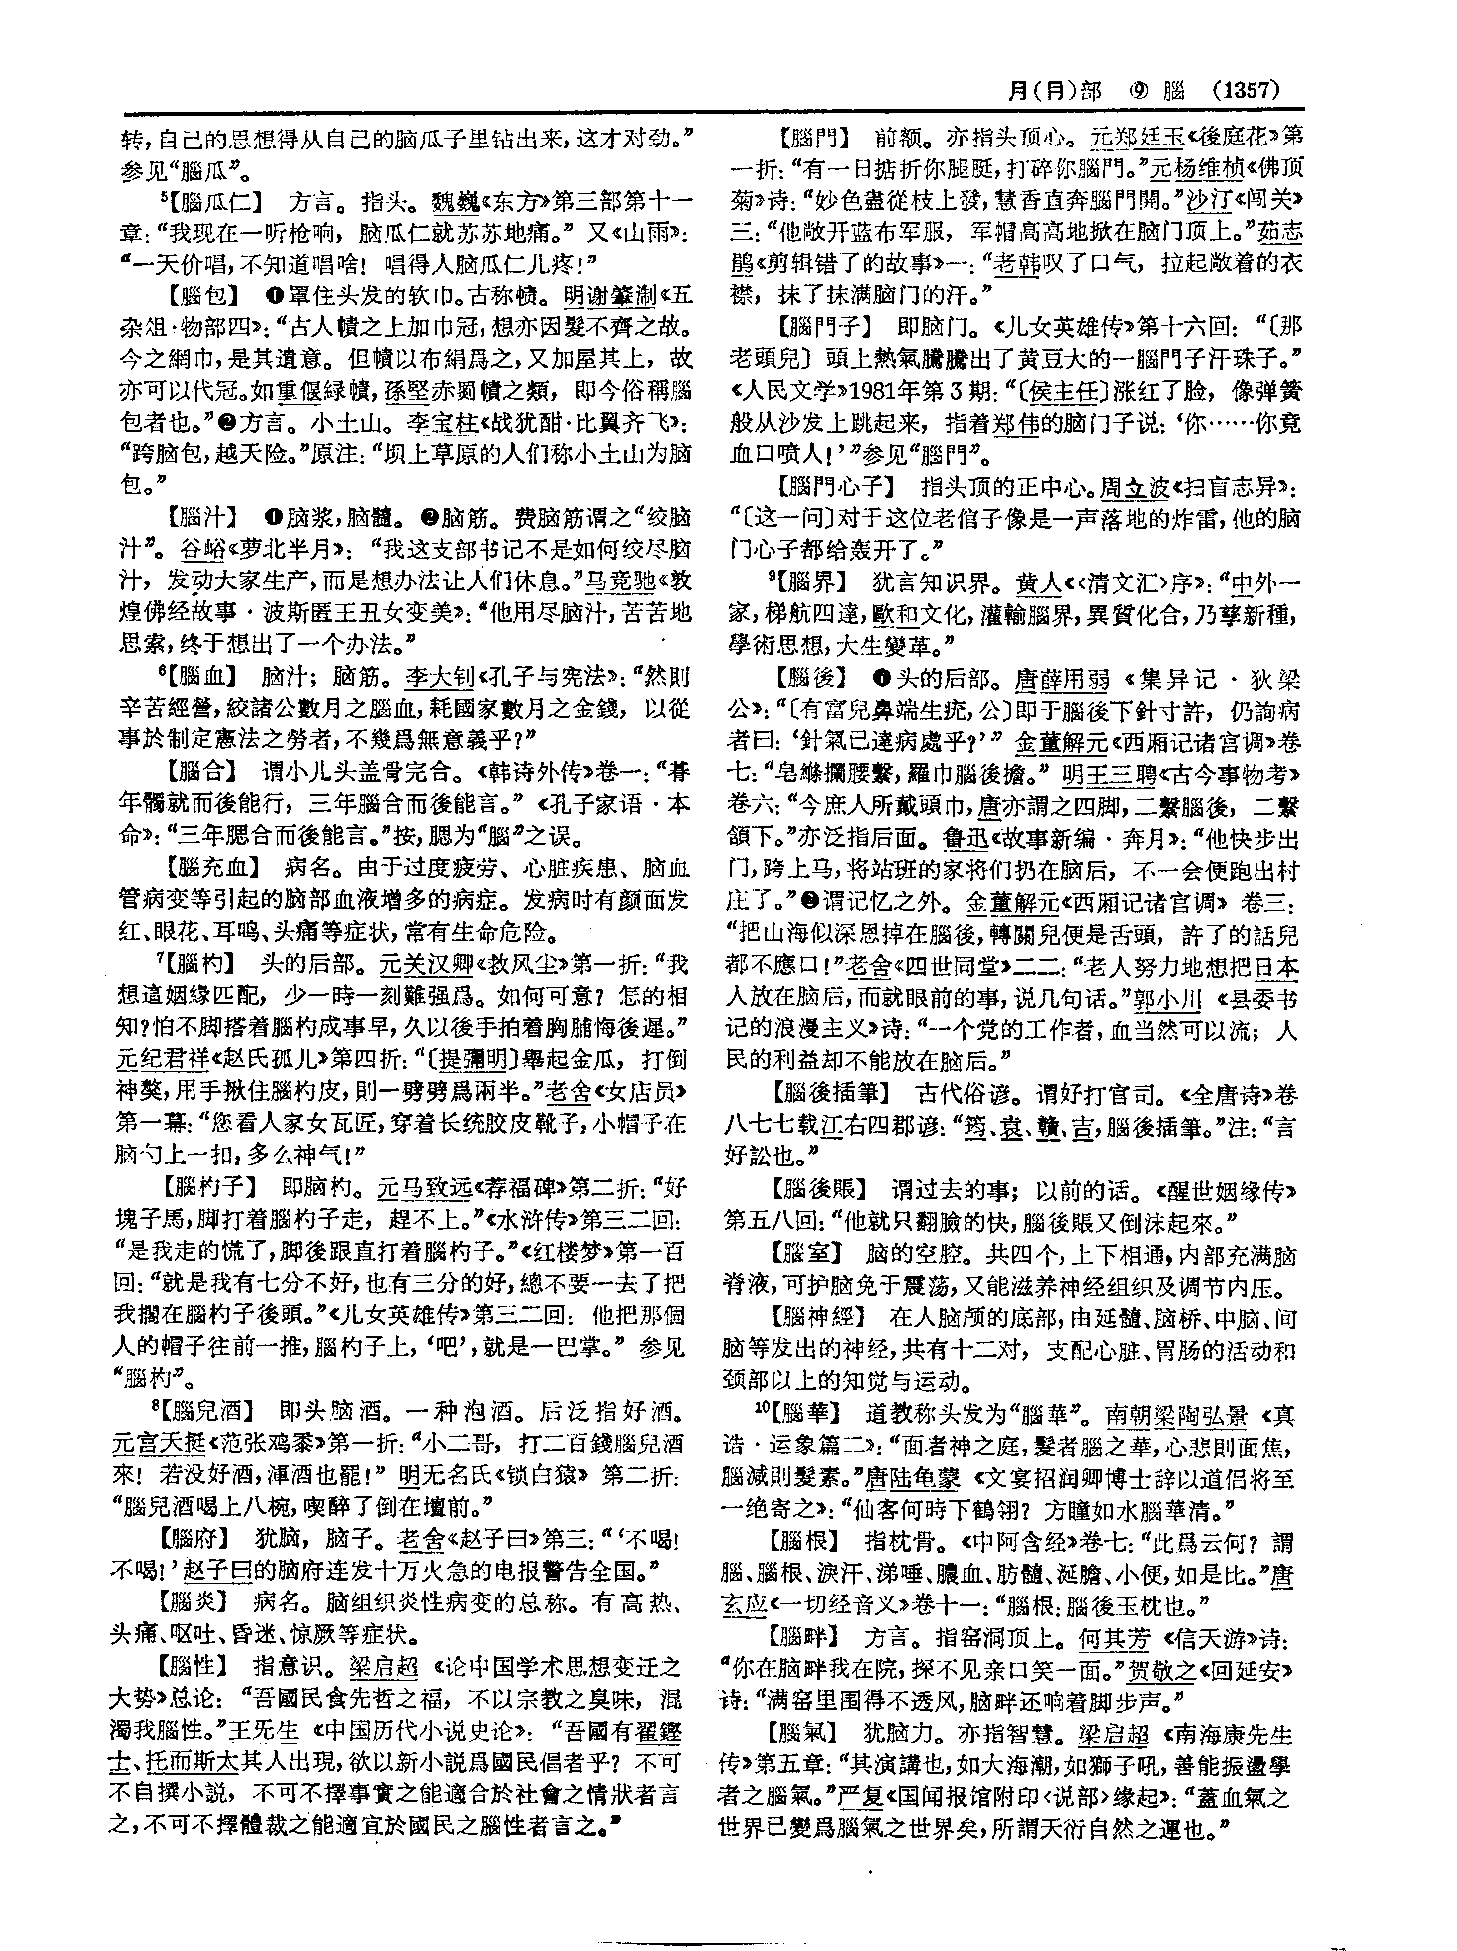 月(⺼)部 ⑨ 腦 (1357)
转，自己的思想得从自己的脑瓜子里钻出来，这才对劲。”
参见“腦瓜”。
⁵【腦瓜仁】 方言。指头。魏巍《东方》第三部第十一
章：“我现在一听枪响，脑瓜仁就苏苏地痛。” 又《山雨》：
“一天价唱，不知道唱啥！唱得人脑瓜仁儿疼！”
【腦包】 ❶罩住头发的软巾。古称帻。明谢肇淛《五
杂俎·物部四》：“古人幘之上加巾冠，想亦因髮不齊之故。
今之網巾，是其遺意。但幘以布絹爲之，又加屋其上，故
亦可以代冠。如董偃緑幘，孫堅赤罽幘之類，即今俗稱腦
包者也。”❷方言。小土山。李宝柱《战犹酣·比翼齐飞》：
“跨脑包，越天险。”原注：“坝上草原的人们称小土山为脑
包。”
【腦汁】 ❶脑浆，脑髓。❷脑筋。费脑筋谓之“绞脑
汁”。谷峪《萝北半月》：“我这支部书记不是如何绞尽脑
汁，发动大家生产，而是想办法让人们休息。”马竞驰《敦
煌佛经故事·波斯匿王丑女变美》：“他用尽脑汁，苦苦地
思索，终于想出了一个办法。”
⁶【腦血】 脑汁；脑筋。李大钊《孔子与宪法》：“然則
辛苦經營，絞諸公數月之腦血，耗國家數月之金錢，以從
事於制定憲法之勞者，不幾爲無意義乎？”
【腦合】 谓小儿头盖骨完合。《韩诗外传》卷一：“朞
年髑就而後能行，三年腦合而後能言。”《孔子家语·本
命》：“三年腮合而後能言。”按，腮为“腦”之误。
【腦充血】 病名。由于过度疲劳、心脏疾患、脑血
管病变等引起的脑部血液增多的病症。发病时有颜面发
红、眼花、耳鸣、头痛等症状，常有生命危险。
⁷【腦杓】 头的后部。元关汉卿《救风尘》第一折：“我
想這姻緣匹配，少一時一刻難强爲。如何可意？怎的相
知？怕不脚搭着腦杓成事早，久以後手拍着胸脯悔後遲。”
元纪君祥《赵氏孤儿》第四折：“〔提彌明〕舉起金瓜，打倒
神獒，用手揪住腦杓皮，則一劈劈爲兩半。”老舍《女店员》
第一幕：“您看人家女瓦匠，穿着长统胶皮靴子，小帽子在
脑勺上一扣，多么神气！”
【腦杓子】 即脑杓。元马致远《荐福碑》第二折：“好
塊子馬，脚打着腦杓子走，趕不上。”《水浒传》第三二回：
“是我走的慌了，脚後跟直打着腦杓子。”《红楼梦》第一百
回：“就是我有七分不好，也有三分的好，總不要一去了把
我擱在腦杓子後頭。”《儿女英雄传》第三二回：他把那個
人的帽子往前一推，腦杓子上，‘吧’，就是一巴掌。” 参见
“腦杓”。
⁸【腦兒酒】 即头脑酒。一种泡酒。后泛指好酒。
元宫天挺《范张鸡黍》第一折：“小二哥，打二百錢腦兒酒
來！若没好酒，渾酒也罷！” 明无名氏《锁白猿》第二折：
“腦兒酒喝上八椀，喫醉了倒在壇前。”
【腦府】 犹脑，脑子。老舍《赵子曰》第三：“‘不喝！
不喝！’赵子曰的脑府连发十万火急的电报警告全国。”
【腦炎】 病名。脑组织炎性病变的总称。有高热、
头痛、呕吐、昏迷、惊厥等症状。
【腦性】 指意识。梁启超《论中国学术思想变迁之
大势》总论：“吾國民食先哲之福，不以宗教之臭味，混
濁我腦性。”王旡生《中国历代小说史论》：“吾國有翟鏗
士、托而斯太其人出現，欲以新小説爲國民倡者乎？不可
不自撰小説，不可不擇事實之能適合於社會之情狀者言
之，不可不擇體裁之能適宜於國民之腦性者言之。”
【腦門】 前额。亦指头顶心。元郑廷玉《後庭花》第
一折：“有一日掂折你腿脡，打碎你腦門。”元杨维桢《佛顶
菊》诗：“妙色盡從枝上發，慧香直奔腦門開。”沙汀《闯关》
三：“他敞开蓝布军服，军帽高高地掀在脑门顶上。”茹志
鹃《剪辑错了的故事》一：“老韩叹了口气，拉起敞着的衣
襟，抹了抹满脑门的汗。”
【腦門子】 即脑门。《儿女英雄传》第十六回：“〔那
老頭兒〕頭上熱氣騰騰出了黄豆大的一腦門子汗珠子。”
《人民文学》1981年第3期：“〔侯主任〕涨红了脸，像弹簧
般从沙发上跳起来，指着郑伟的脑门子说：‘你……你竟
血口喷人！’”参见“腦門”。
【腦門心子】 指头顶的正中心。周立波《扫盲志异》：
“〔这一问〕对于这位老倌子像是一声落地的炸雷，他的脑
门心子都给轰开了。”
⁹【腦界】 犹言知识界。黄人《〈清文汇〉序》：“中外一
家，梯航四達，歐和文化，灌輸腦界，異質化合，乃孳新種，
學術思想，大生變革。”
【腦後】 ❶头的后部。唐薛用弱《集异记·狄梁
公》：“〔有富兒鼻端生疣，公〕即于腦後下針寸許，仍詢病
者曰：‘針氣已達病處乎？’” 金董解元《西厢记诸宫调》卷
七：“皂絛攔腰繫，羅巾腦後擔。” 明王三聘《古今事物考》
卷六：“今庶人所戴頭巾，唐亦謂之四脚，二繫腦後，二繫
頷下。”亦泛指后面。鲁迅《故事新编·奔月》：“他快步出
门，跨上马，将站班的家将们扔在脑后，不一会便跑出村
庄了。”❷谓记忆之外。金董解元《西厢记诸宫调》卷三：
“把山海似深恩掉在腦後，轉關兒便是舌頭，許了的話兒
都不應口！”老舍《四世同堂》二二：“老人努力地想把日本
人放在脑后，而就眼前的事，说几句话。”郭小川《县委书
记的浪漫主义》诗：“一个党的工作者，血当然可以流；人
民的利益却不能放在脑后。”
【腦後插筆】 古代俗谚。谓好打官司。《全唐诗》卷
八七七载江右四郡谚：“筠、袁、贛、吉，腦後插筆。”注：“言
好訟也。”
【腦後賬】 谓过去的事；以前的话。《醒世姻缘传》
第五八回：“他就只翻臉的快，腦後賬又倒沫起來。”
【腦室】 脑的空腔。共四个，上下相通，内部充满脑
脊液，可护脑免于震荡，又能滋养神经组织及调节内压。
【腦神經】 在人脑颅的底部，由延髓、脑桥、中脑、间
脑等发出的神经，共有十二对，支配心脏、胃肠的活动和
颈部以上的知觉与运动。
¹⁰【腦華】 道教称头发为“腦華”。南朝梁陶弘景《真
诰·运象篇二》：“面者神之庭，髮者腦之華，心悲則面焦，
腦減則髮素。”唐陆龟蒙《文宴招润卿博士辞以道侣将至
一绝寄之》：“仙客何時下鶴翎？方瞳如水腦華清。”
【腦根】 指枕骨。《中阿含经》卷七：“此爲云何？謂
腦、腦根、淚汗、涕唾、膿血、肪髓、涎膽、小便，如是比。”唐
玄应《一切经音义》卷十一：“腦根：腦後玉枕也。”
【腦畔】 方言。指窑洞顶上。何其芳《信天游》诗：
“你在脑畔我在院，探不见亲口笑一面。”贺敬之《回延安》
诗：“满窑里围得不透风，脑畔还响着脚步声。”
【腦氣】 犹脑力。亦指智慧。梁启超《南海康先生
传》第五章：“其演講也，如大海潮，如獅子吼，善能振盪學
者之腦氣。”严复《国闻报馆附印〈说部〉缘起》：“蓋血氣之
世界已變爲腦氣之世界矣，所謂天衍自然之運也。”